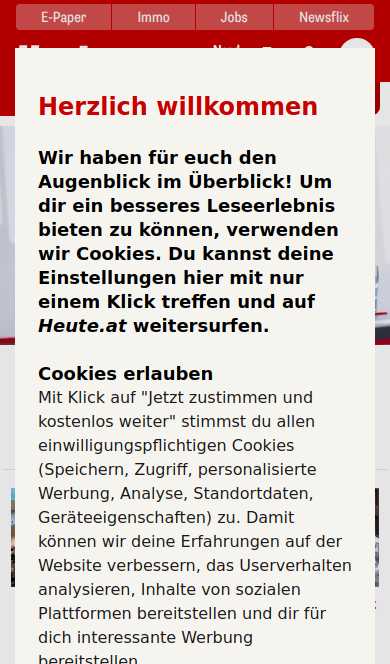 E-Paper
Immo
Jobs
Newsflix
Herzlich willkommen
Wir haben für euch den
Augenblick im Überblick! Um
dir ein besseres Leseerlebnis
bieten zu können, verwenden
wir Cookies. Du kannst deine
Einstellungen hier mit nur
einem Klick treffen und auf
Heute.at weitersurfen.
Cookies erlauben
Mit Klick auf "Jetzt zustimmen und
kostenlos weiter" stimmst du allen
einwilligungspflichtigen Cookies
(Speichern, Zugriff, personalisierte
Werbung, Analyse, Standortdaten,
Geräteeigenschaften) zu. Damit
können wir deine Erfahrungen auf der
Website verbessern, das Userverhalten
analysieren, Inhalte von sozialen
Plattformen bereitstellen und dir für
dich interessante Werbung
bereitstellen